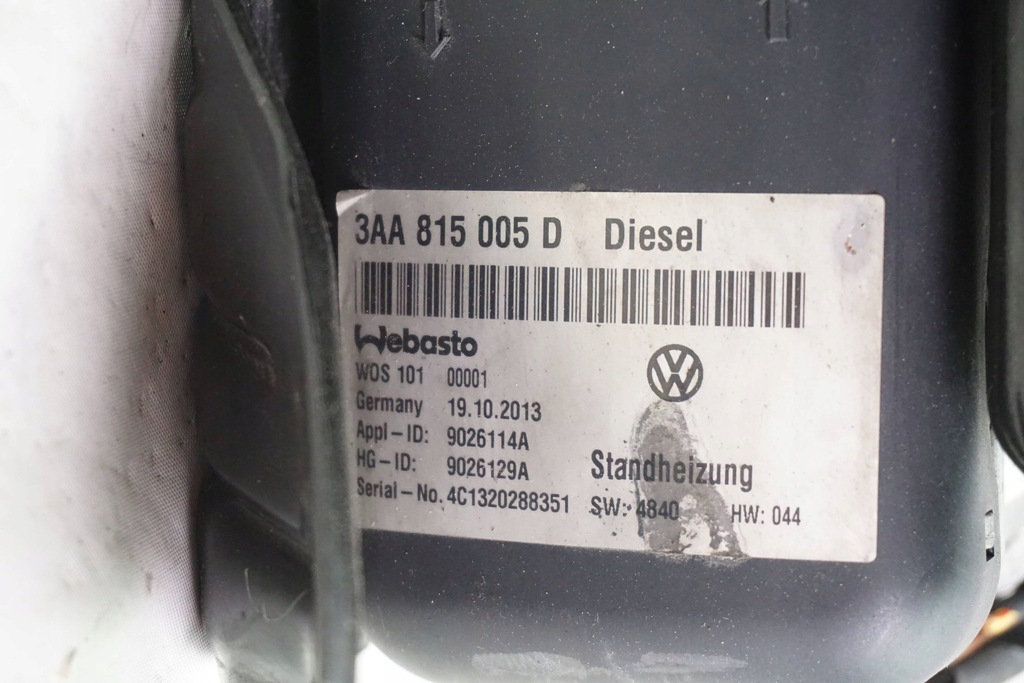 3AA 815 005 D Diesel
Webasto
WOS 101 00001
Germany 19.10.2013
Appl-ID: 9026114A
HG-ID: 9026129A
Serial-No. 4C1320288351
VW
Standheizung
SW: 4840 HW: 044